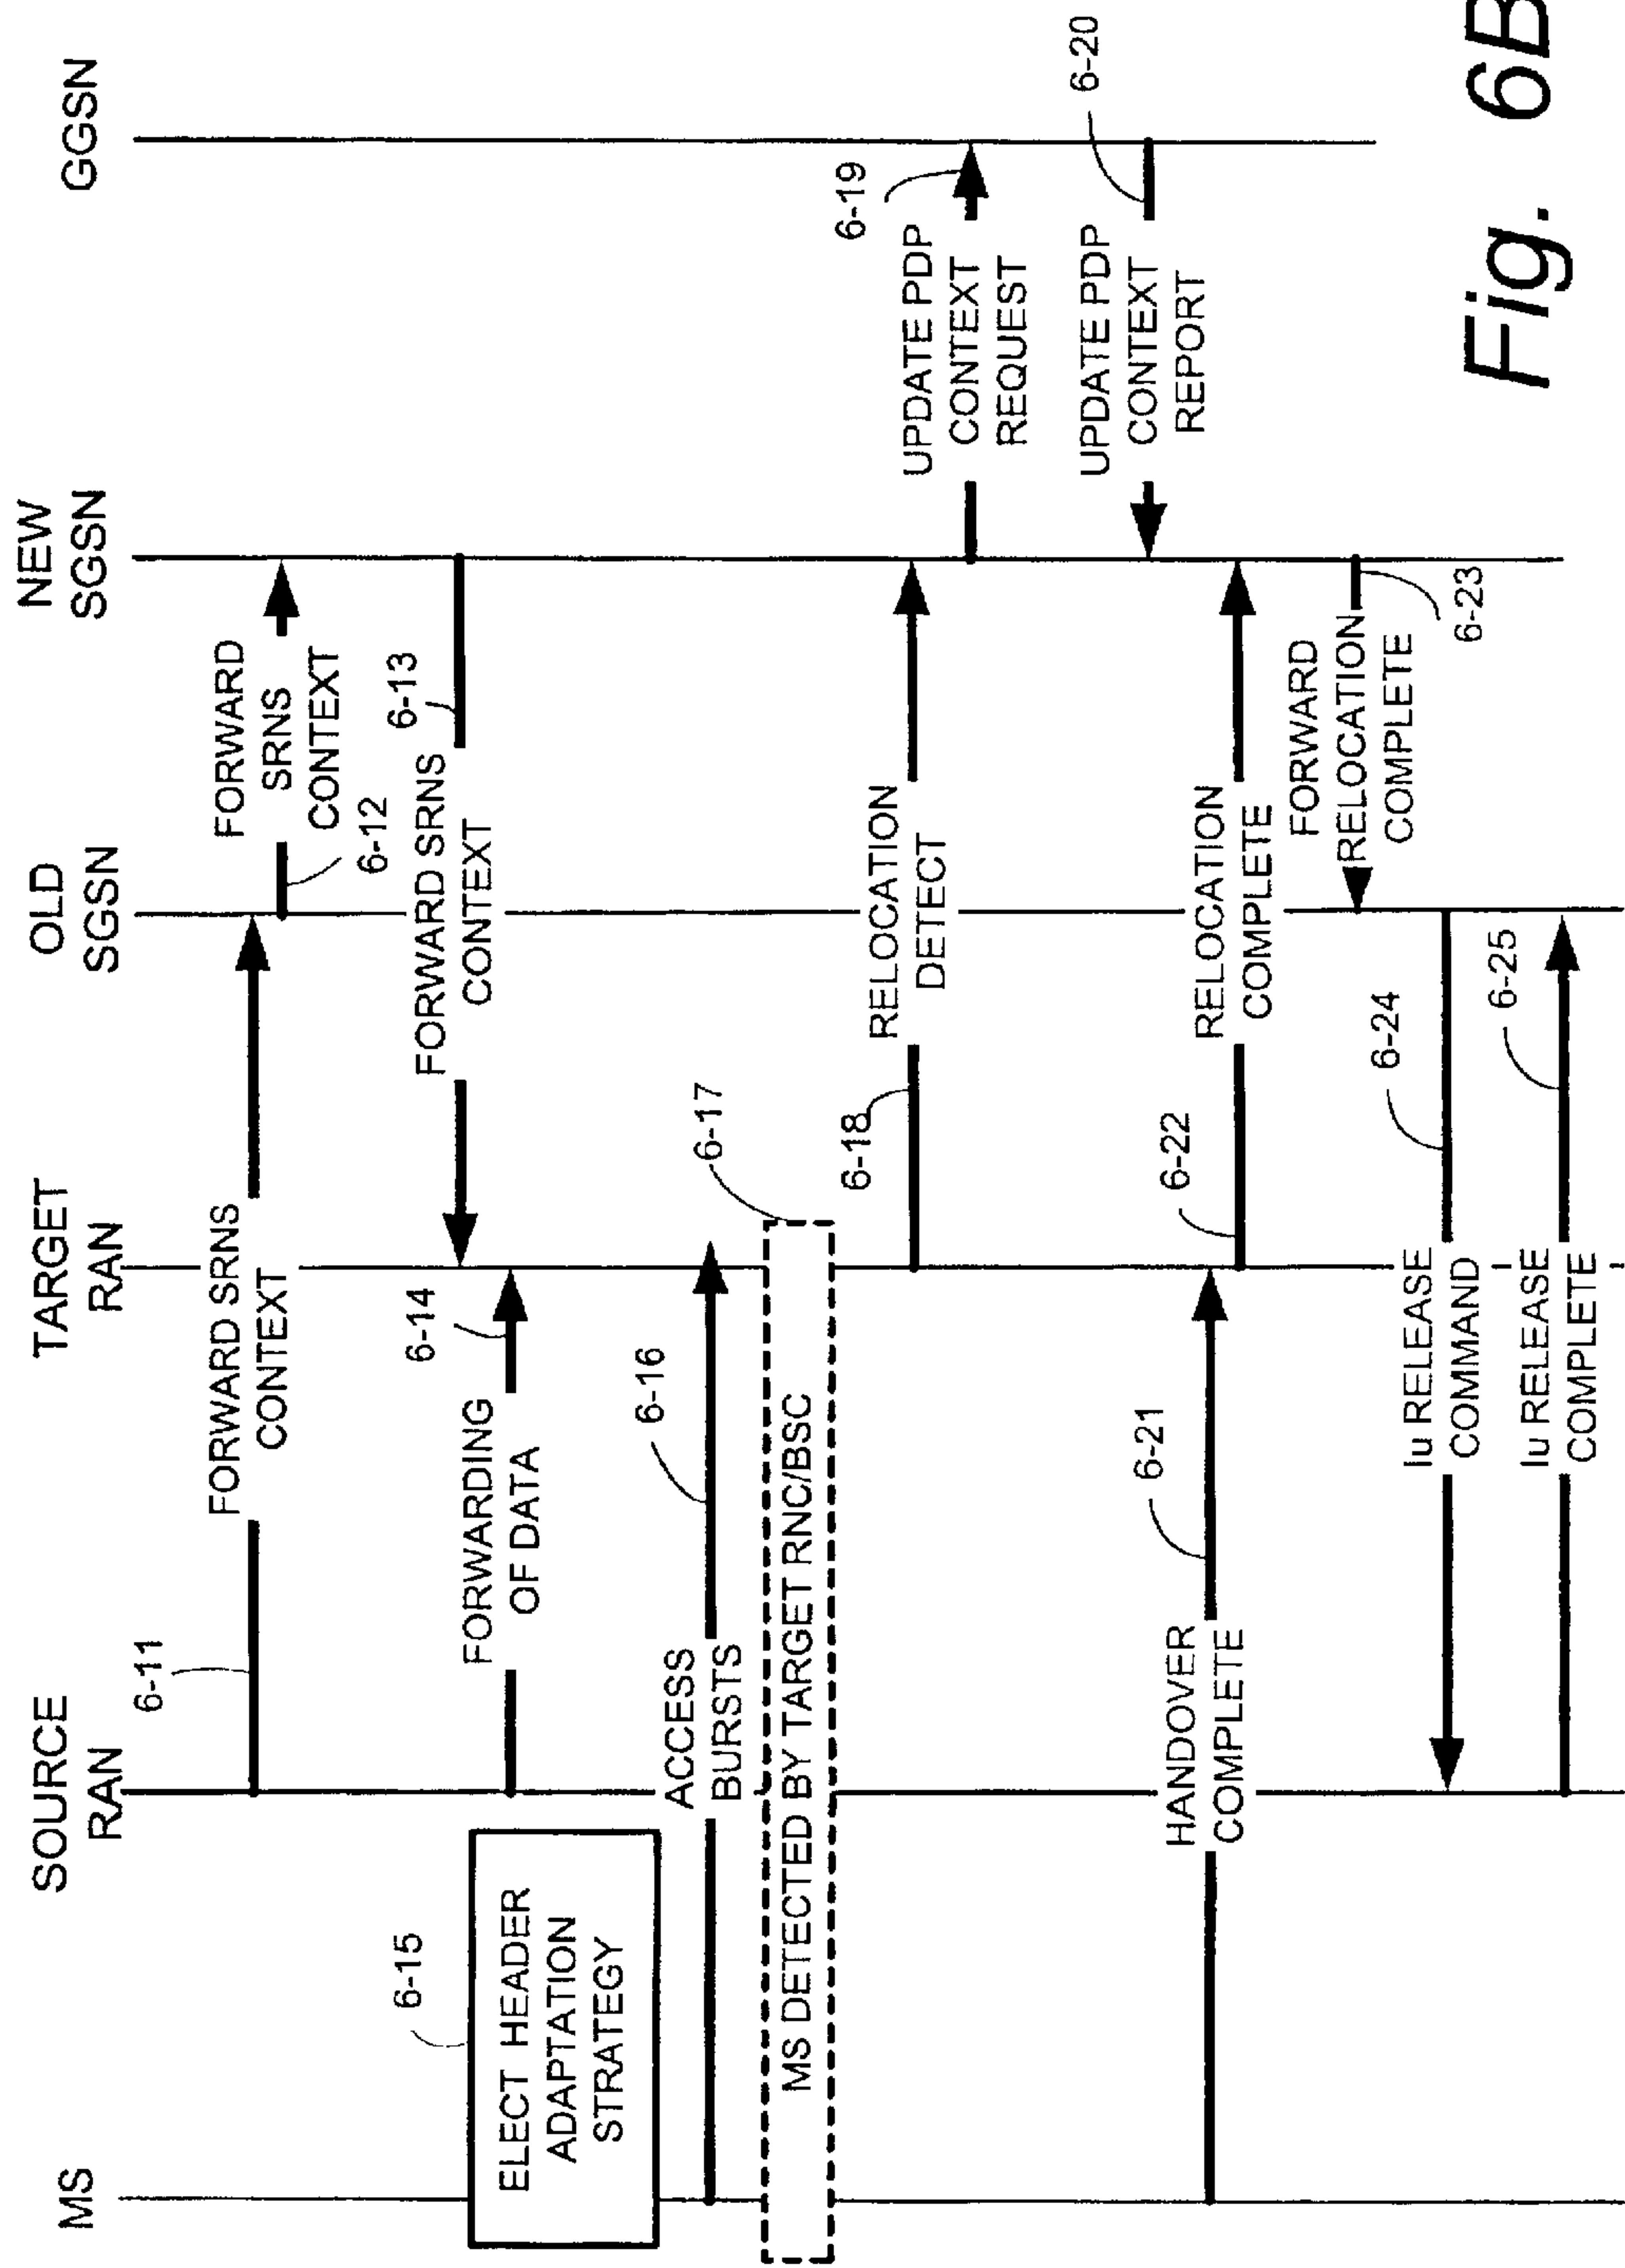 MS
SOURCE
RAN
TARGET
RAN
OLD
SGSN
NEW
SGSN
GGSN
6-11
FORWARD SRNS
CONTEXT
FORWARD
SRNS
CONTEXT
6-12
6-13
FORWARD SRNS
CONTEXT
6-14
FORWARDING
OF DATA
6-15
ELECT HEADER
ADAPTATION
STRATEGY
6-16
ACCESS
BURSTS
6-17
MS DETECTED BY TARGET RNC/BSC
6-18
RELOCATION
DETECT
6-19
UPDATE PDP
CONTEXT
REQUEST
6-20
UPDATE PDP
CONTEXT
REPORT
6-21
HANDOVER
COMPLETE
6-22
RELOCATION
COMPLETE
6-23
FORWARD
RELOCATION
COMPLETE
6-24
Iu RELEASE
COMMAND
6-25
Iu RELEASE
COMPLETE
Fig. 6B